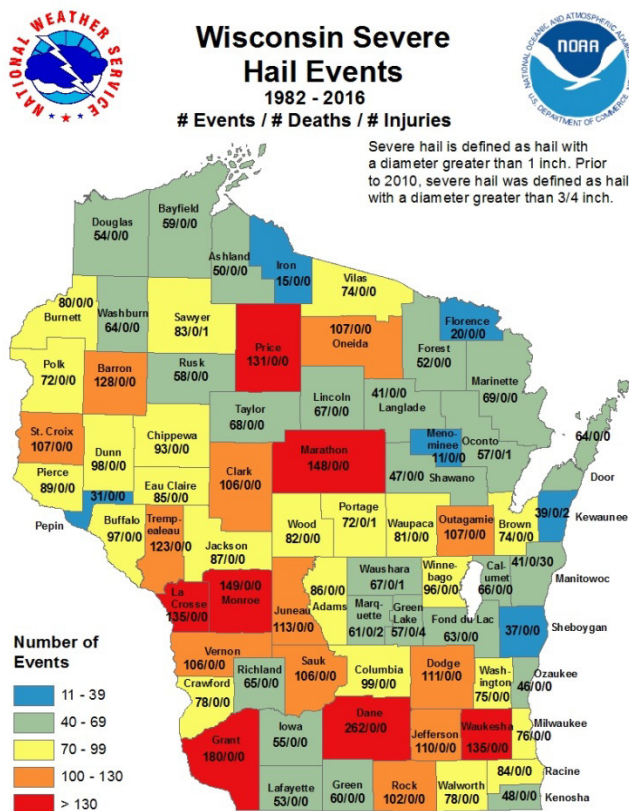 NATIONAL WEATHER SERVICE
Wisconsin Severe
Hail Events
1982 - 2016
# Events / # Deaths / # Injuries
NOAA
NATIONAL OCEANIC AND ATMOSPHERIC ADMINISTRATION
U.S. DEPARTMENT OF COMMERCE
Severe hail is defined as hail with
a diameter greater than 1 inch. Prior
to 2010, severe hail was defined as hail
with a diameter greater than 3/4 inch.
Douglas
54/0/0
Bayfield
59/0/0
Ashland
50/0/0
Iron
15/0/0
Vilas
74/0/0
80/0/0
Burnett
Washburn
64/0/0
Sawyer
83/0/1
Price
131/0/0
107/0/0
Oneida
Florence
20/0/0
Forest
52/0/0
Marinette
69/0/0
Polk
72/0/0
Barron
128/0/0
Rusk
58/0/0
Taylor
68/0/0
Lincoln
67/0/0
41/0/0
Langlade
St. Croix
107/0/0
Dunn
98/0/0
Chippewa
93/0/0
Clark
106/0/0
Marathon
148/0/0
Meno-
minee
11/0/0
Oconto
57/0/1
64/0/0
Door
Pierce
89/0/0
31/0/0
Pepin
Eau Claire
85/0/0
47/0/0
Shawano
39/0/2
Kewaunee
Buffalo
97/0/0
Tremp-
ealeau
123/0/0
Jackson
87/0/0
Wood
82/0/0
Portage
72/0/1
Waupaca
81/0/0
Outagamie
107/0/0
Brown
74/0/0
La
Crosse
135/0/0
149/0/0
Monroe
Juneau
113/0/0
86/0/0
Adams
Waushara
67/0/1
Winne-
bago
96/0/0
Cal-
umet
66/0/0
41/0/30
Manitowoc
Marquette
61/0/2
Green
Lake
57/0/4
Fond du Lac
63/0/0
37/0/0
Sheboygan
Vernon
106/0/0
Crawford
78/0/0
Richland
65/0/0
Sauk
106/0/0
Columbia
99/0/0
Dodge
111/0/0
Wash-
ington
75/0/0
Ozaukee
46/0/0
Grant
180/0/0
Iowa
55/0/0
Dane
262/0/0
Jefferson
110/0/0
Waukesha
135/0/0
Milwaukee
76/0/0
Lafayette
53/0/0
Green
60/0/0
Rock
102/0/0
Walworth
78/0/0
84/0/0
Racine
48/0/0
Kenosha
Number of
Events
11 - 39
40 - 69
70 - 99
100 - 130
> 130